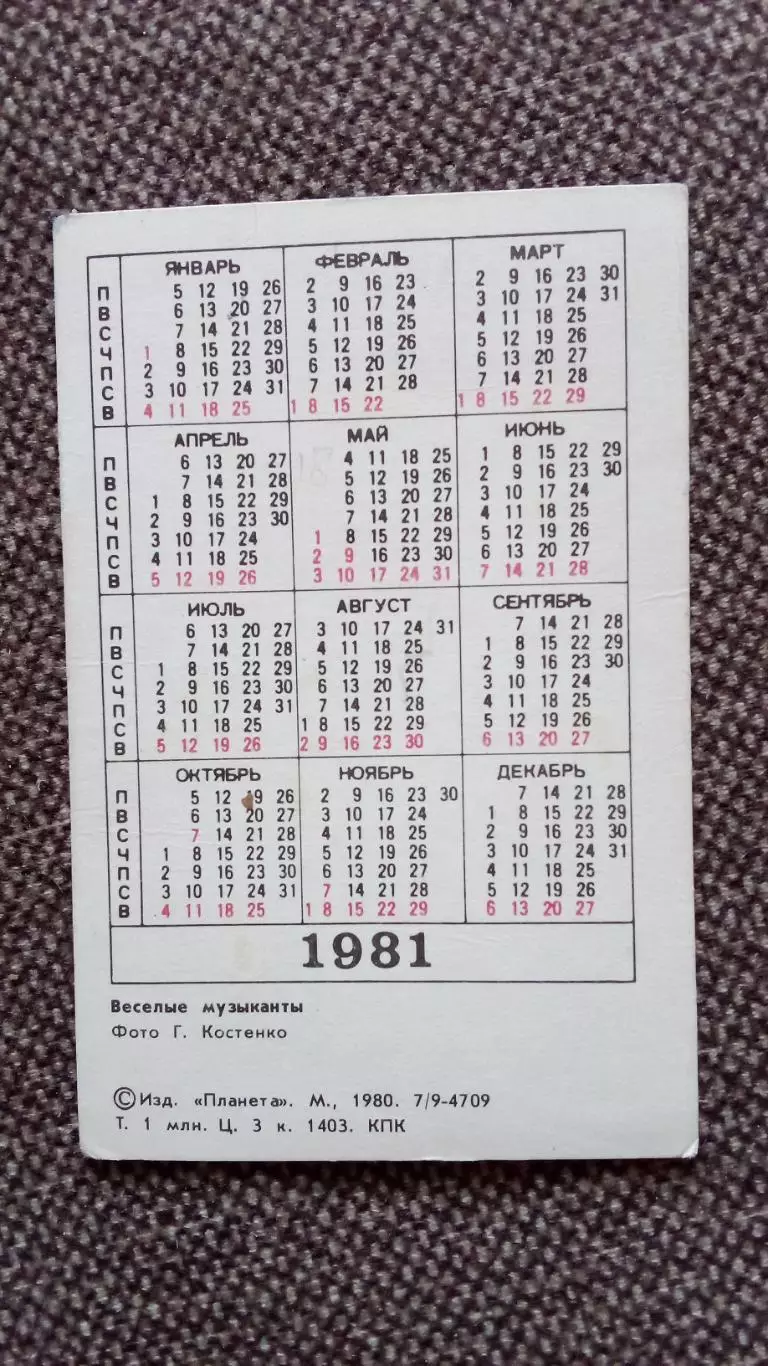 ЯНВАРЬ ФЕВРАЛЬ МАРТ
П 5 12 19 26 2 9 16 23 2 9 16 23 30
В 6 13 20 27 3 10 17 24 3 10 17 24 31
С 7 14 21 28 4 11 18 25 4 11 18 25
Ч 1 8 15 22 29 5 12 19 26 5 12 19 26
П 2 9 16 23 30 6 13 20 27 6 13 20 27
С 3 10 17 24 31 7 14 21 28 7 14 21 28
В 4 11 18 25 1 8 15 22 1 8 15 22 29
АПРЕЛЬ МАЙ ИЮНЬ
П 6 13 20 27 4 11 18 25 1 8 15 22 29
В 7 14 21 28 5 12 19 26 2 9 16 23 30
С 1 8 15 22 29 6 13 20 27 3 10 17 24
Ч 2 9 16 23 30 7 14 21 28 4 11 18 25
П 3 10 17 24 1 8 15 22 29 5 12 19 26
С 4 11 18 25 2 9 16 23 30 6 13 20 27
В 5 12 19 26 3 10 17 24 31 7 14 21 28
ИЮЛЬ АВГУСТ СЕНТЯБРЬ
П 6 13 20 27 3 10 17 24 31 7 14 21 28
В 7 14 21 28 4 11 18 25 1 8 15 22 29
С 1 8 15 22 29 5 12 19 26 2 9 16 23 30
Ч 2 9 16 23 30 6 13 20 27 3 10 17 24
П 3 10 17 24 31 7 14 21 28 4 11 18 25
С 4 11 18 25 1 8 15 22 29 5 12 19 26
В 5 12 19 26 2 9 16 23 30 6 13 20 27
ОКТЯБРЬ НОЯБРЬ ДЕКАБРЬ
П 5 12 19 26 2 9 16 23 30 7 14 21 28
В 6 13 20 27 3 10 17 24 1 8 15 22 29
С 7 14 21 28 4 11 18 25 2 9 16 23 30
Ч 1 8 15 22 29 5 12 19 26 3 10 17 24 31
П 2 9 16 23 30 6 13 20 27 4 11 18 25
С 3 10 17 24 31 7 14 21 28 5 12 19 26
В 4 11 18 25 1 8 15 22 29 6 13 20 27
1981
Веселые музыканты
Фото Г. Костенко
©Изд. «Планета». М., 1980. 7/9-4709
Т. 1 млн. Ц. 3 к. 1403. КПК